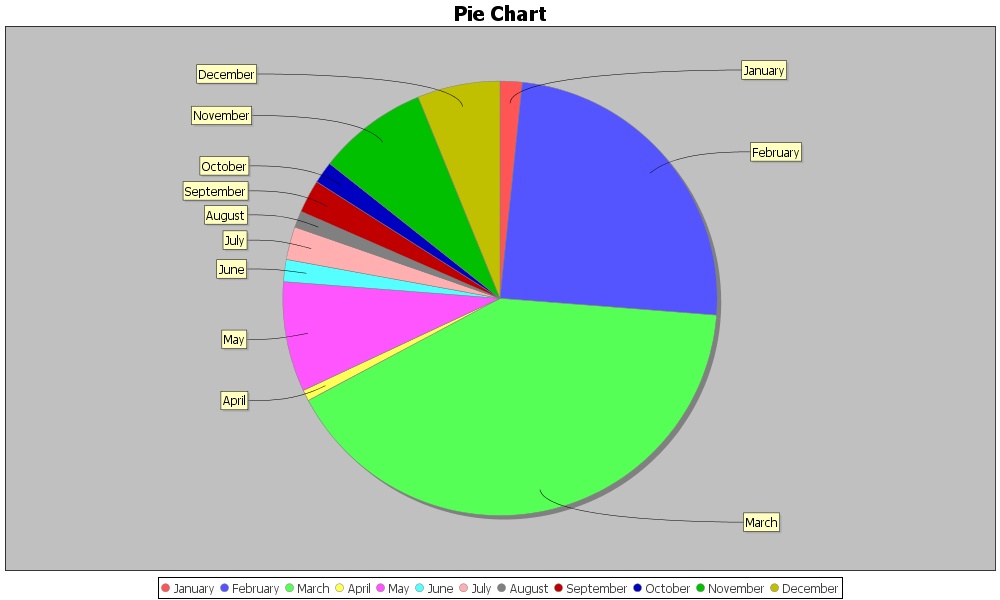 Pie Chart
December
January
November
February
October
September
August
July
June
May
April
March
January February March April May June July August September October November December